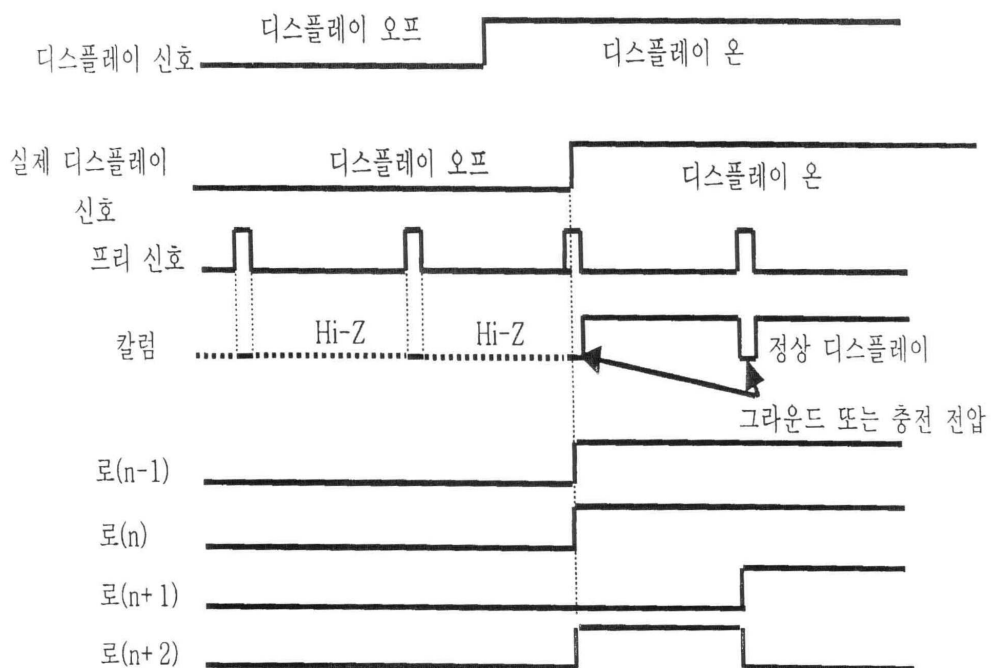 디스플레이 오프
디스플레이 신호
디스플레이 온
실제 디스플레이
신호
디스플레이 오프
디스플레이 온
프리 신호
칼럼
Hi-Z
Hi-Z
정상 디스플레이
그라운드 또는 충전 전압
로(n-1)
로(n)
로(n+1)
로(n+2)